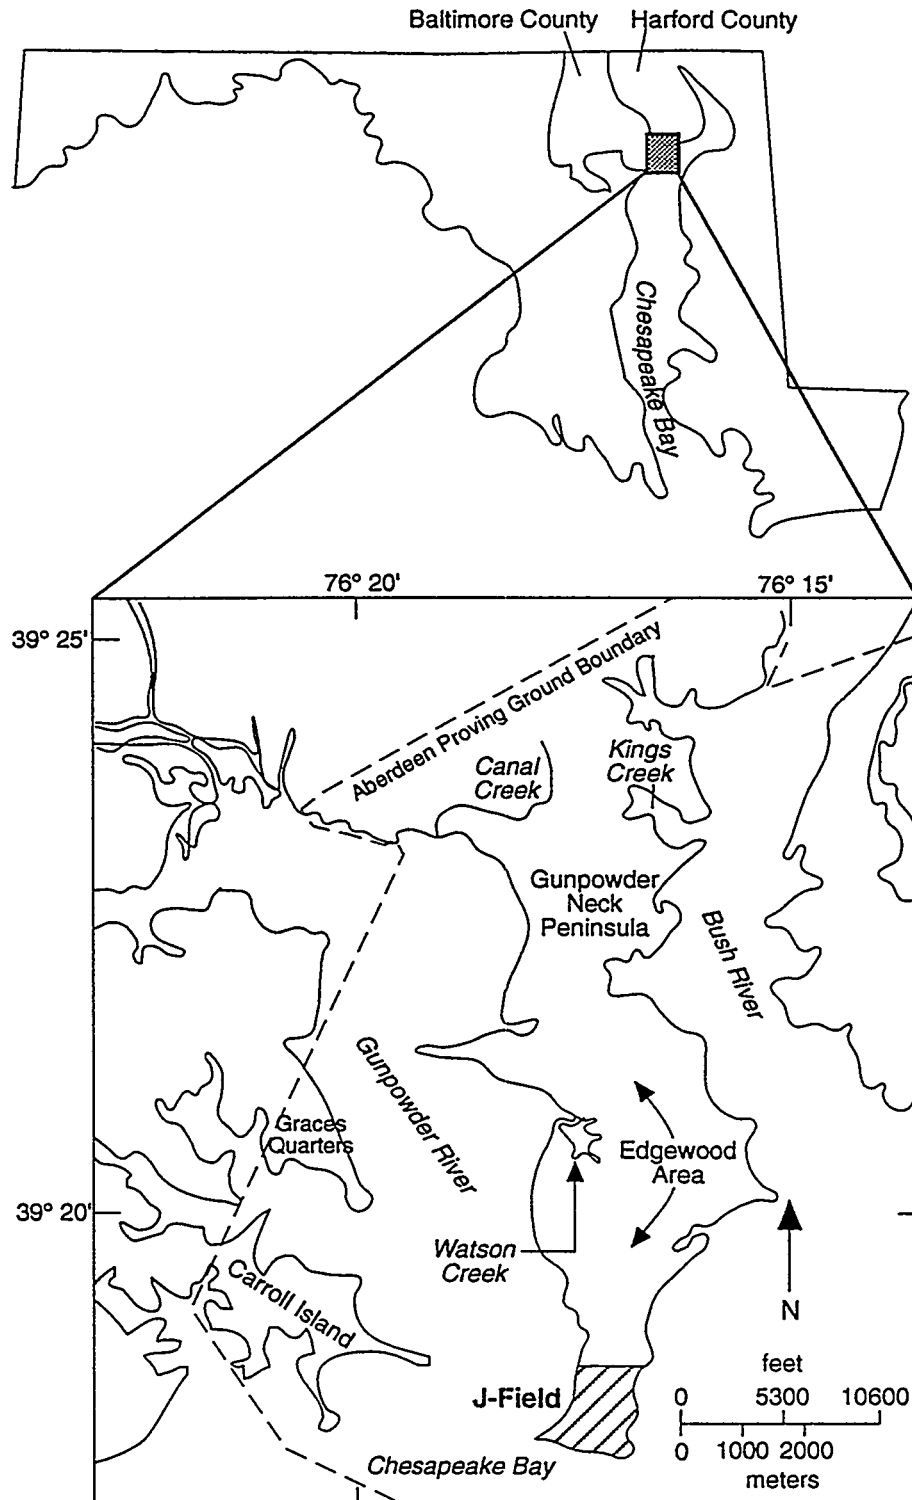 Baltimore County
Harford County
Chesapeake Bay
76° 20'
76° 15'
39° 25'
Aberdeen Proving Ground Boundary
Canal
Creek
Kings
Creek
Gunpowder
Neck
Peninsula
Bush River
Gunpowder River
Graces
Quarters
Edgewood
Area
39° 20'
Watson
Creek
Carroll Island
N
J-Field
feet
0 5300 10600
0 1000 2000
meters
Chesapeake Bay